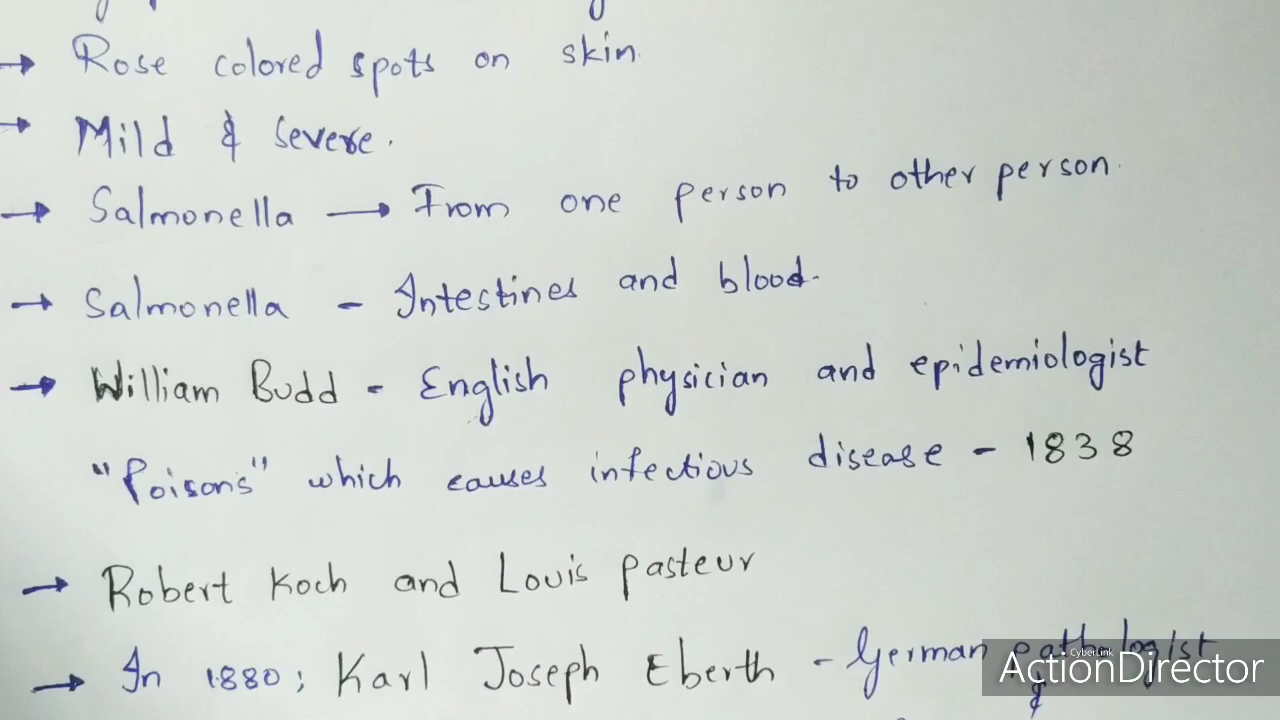 → Rose colored spots on skin.
→ Mild & severe.
→ Salmonella → From one person to other person.
→ Salmonella - Intestines and blood.
→ William Budd - English physician and epidemiologist
"Poisons" which causes infectious disease - 1838
→ Robert Koch and Louis pasteur
→ In 1880; Karl Joseph Eberth - German pathologist
&
CyberLink
ActionDirector